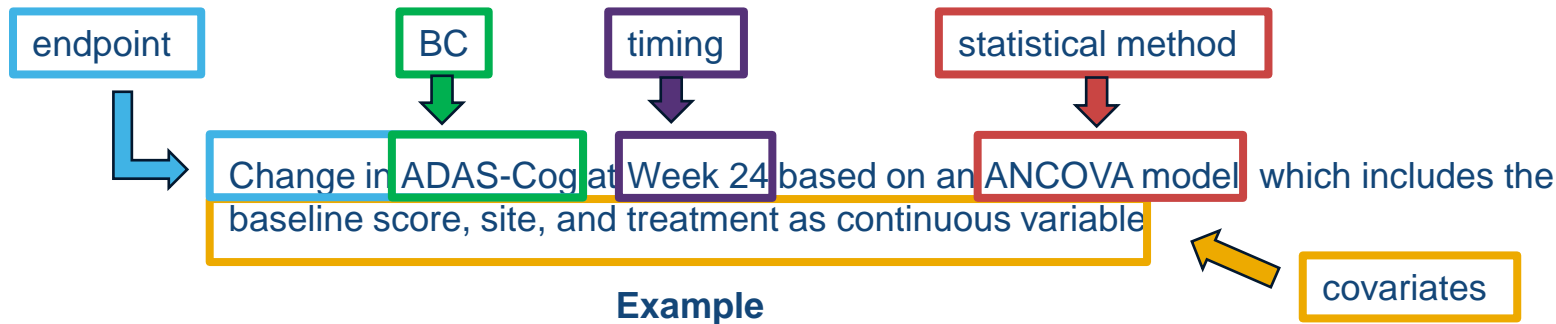 endpoint BC timing statistical method
Change in ADAS-Cog at Week 24 based on an ANCOVA model which includes the
baseline score, site, and treatment as continuous variable
covariates
Example